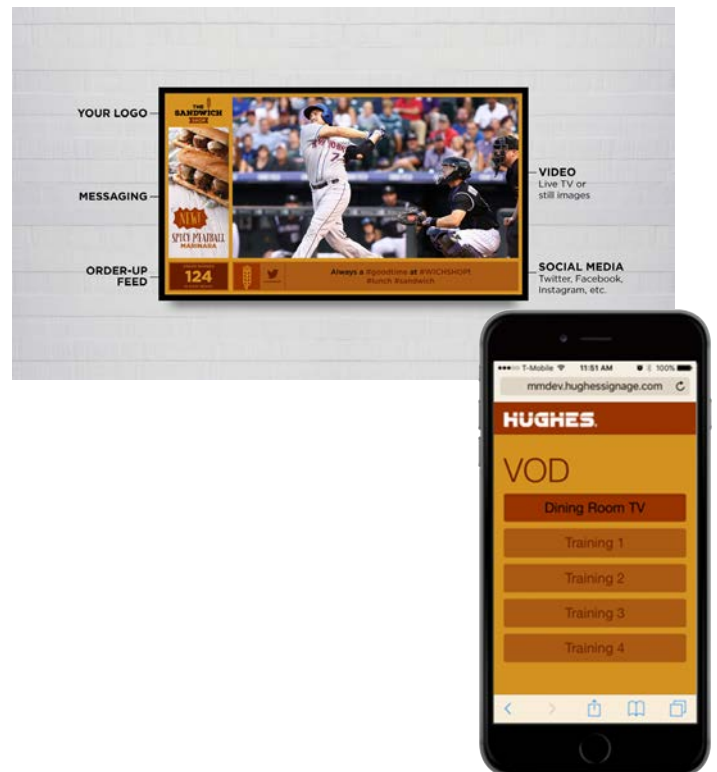 YOUR LOGO
MESSAGING
ORDER-UP
FEED
THE
SANDWICH
SHOP
NEW!
SPICY MEATBALL
MARINARA
124
Always a #goodtime at #WICHSHOP!
#lunch #sandwich
VIDEO
Live TV or
still images
SOCIAL MEDIA
Twitter, Facebook,
Instagram, etc.
T-Mobile 11:51 AM 100%
mmdev.hughessignage.com
HUGHES
VOD
Dining Room TV
Training 1
Training 2
Training 3
Training 4